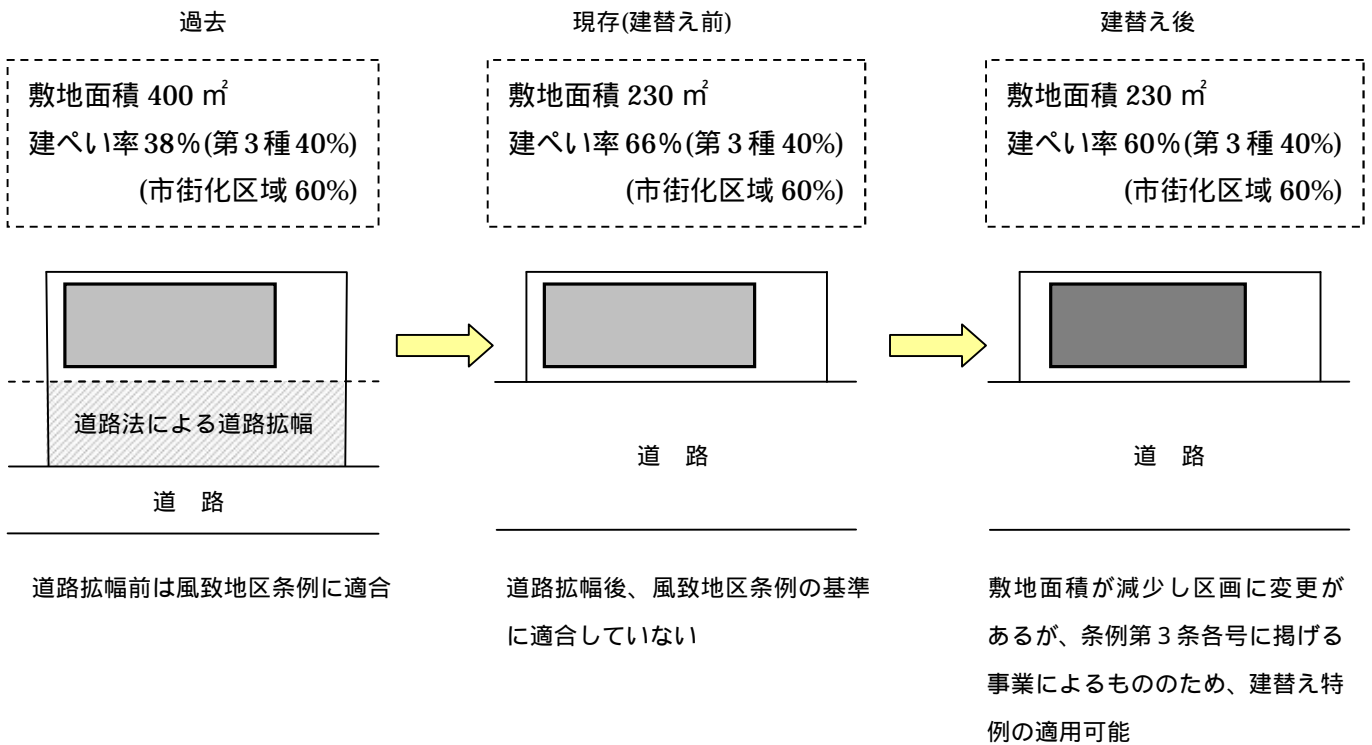 過去
現存(建替え前)
建替え後
敷地面積 400 ㎡
建ぺい率 38%(第３種 40%)
(市街化区域 60%)
敷地面積 230 ㎡
建ぺい率 66%(第３種 40%)
(市街化区域 60%)
敷地面積 230 ㎡
建ぺい率 60%(第３種 40%)
(市街化区域 60%)
道路法による道路拡幅
道　路
道　路
道　路
道路拡幅前は風致地区条例に適合
道路拡幅後、風致地区条例の基準
に適合していない
敷地面積が減少し区画に変更が
あるが、条例第３条各号に掲げる
事業によるもののため、建替え特
例の適用可能